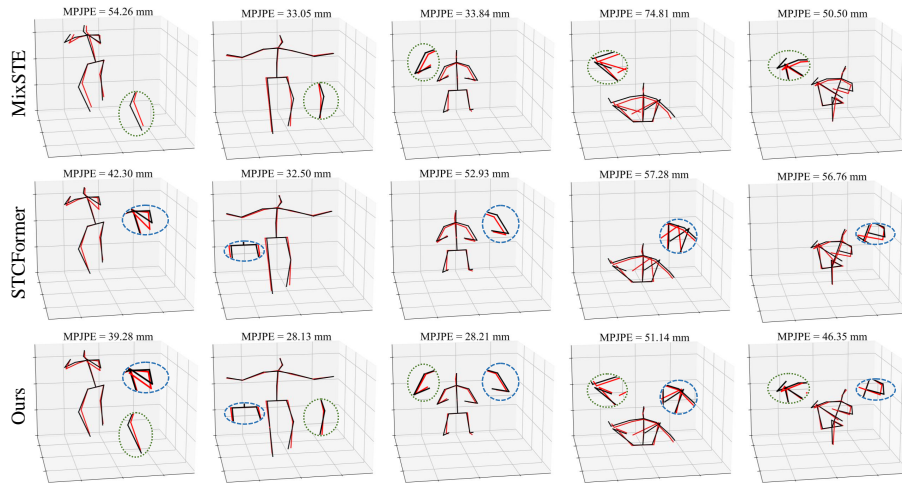 MPJPE = 54.26 mm
MPJPE = 33.05 mm
MPJPE = 33.84 mm
MPJPE = 74.81 mm
MPJPE = 50.50 mm
MixSTE
MPJPE = 42.30 mm
MPJPE = 32.50 mm
MPJPE = 52.93 mm
MPJPE = 57.28 mm
MPJPE = 56.76 mm
STCFormer
MPJPE = 39.28 mm
MPJPE = 28.13 mm
MPJPE = 28.21 mm
MPJPE = 51.14 mm
MPJPE = 46.35 mm
Ours